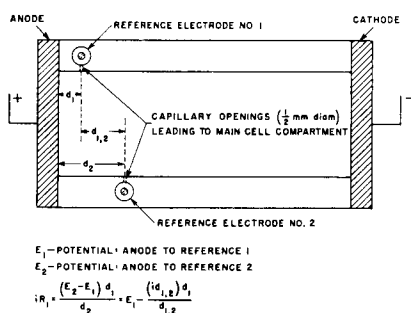 ANODE
CATHODE
REFERENCE ELECTRODE NO. 1
+
−
d₁
d₁,₂
d₂
CAPILLARY OPENINGS (½ mm diam)
LEADING TO MAIN CELL COMPARTMENT
REFERENCE ELECTRODE NO. 2
E₁—POTENTIAL: ANODE TO REFERENCE 1
E₂—POTENTIAL: ANODE TO REFERENCE 2
iR₁ = (E₂−E₁) d₁ / d₂ = E₁ − (id₁,₂) d₁ / d₁,₂